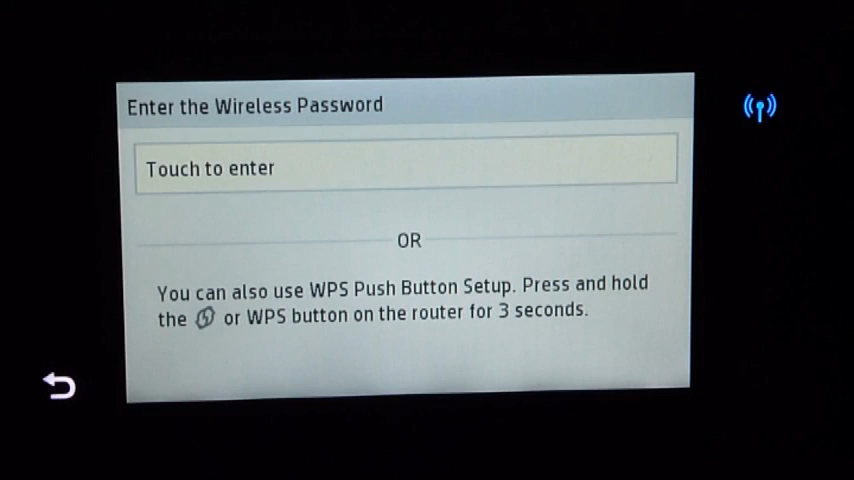 Enter the Wireless Password
Touch to enter
OR
You can also use WPS Push Button Setup. Press and hold
the or WPS button on the router for 3 seconds.